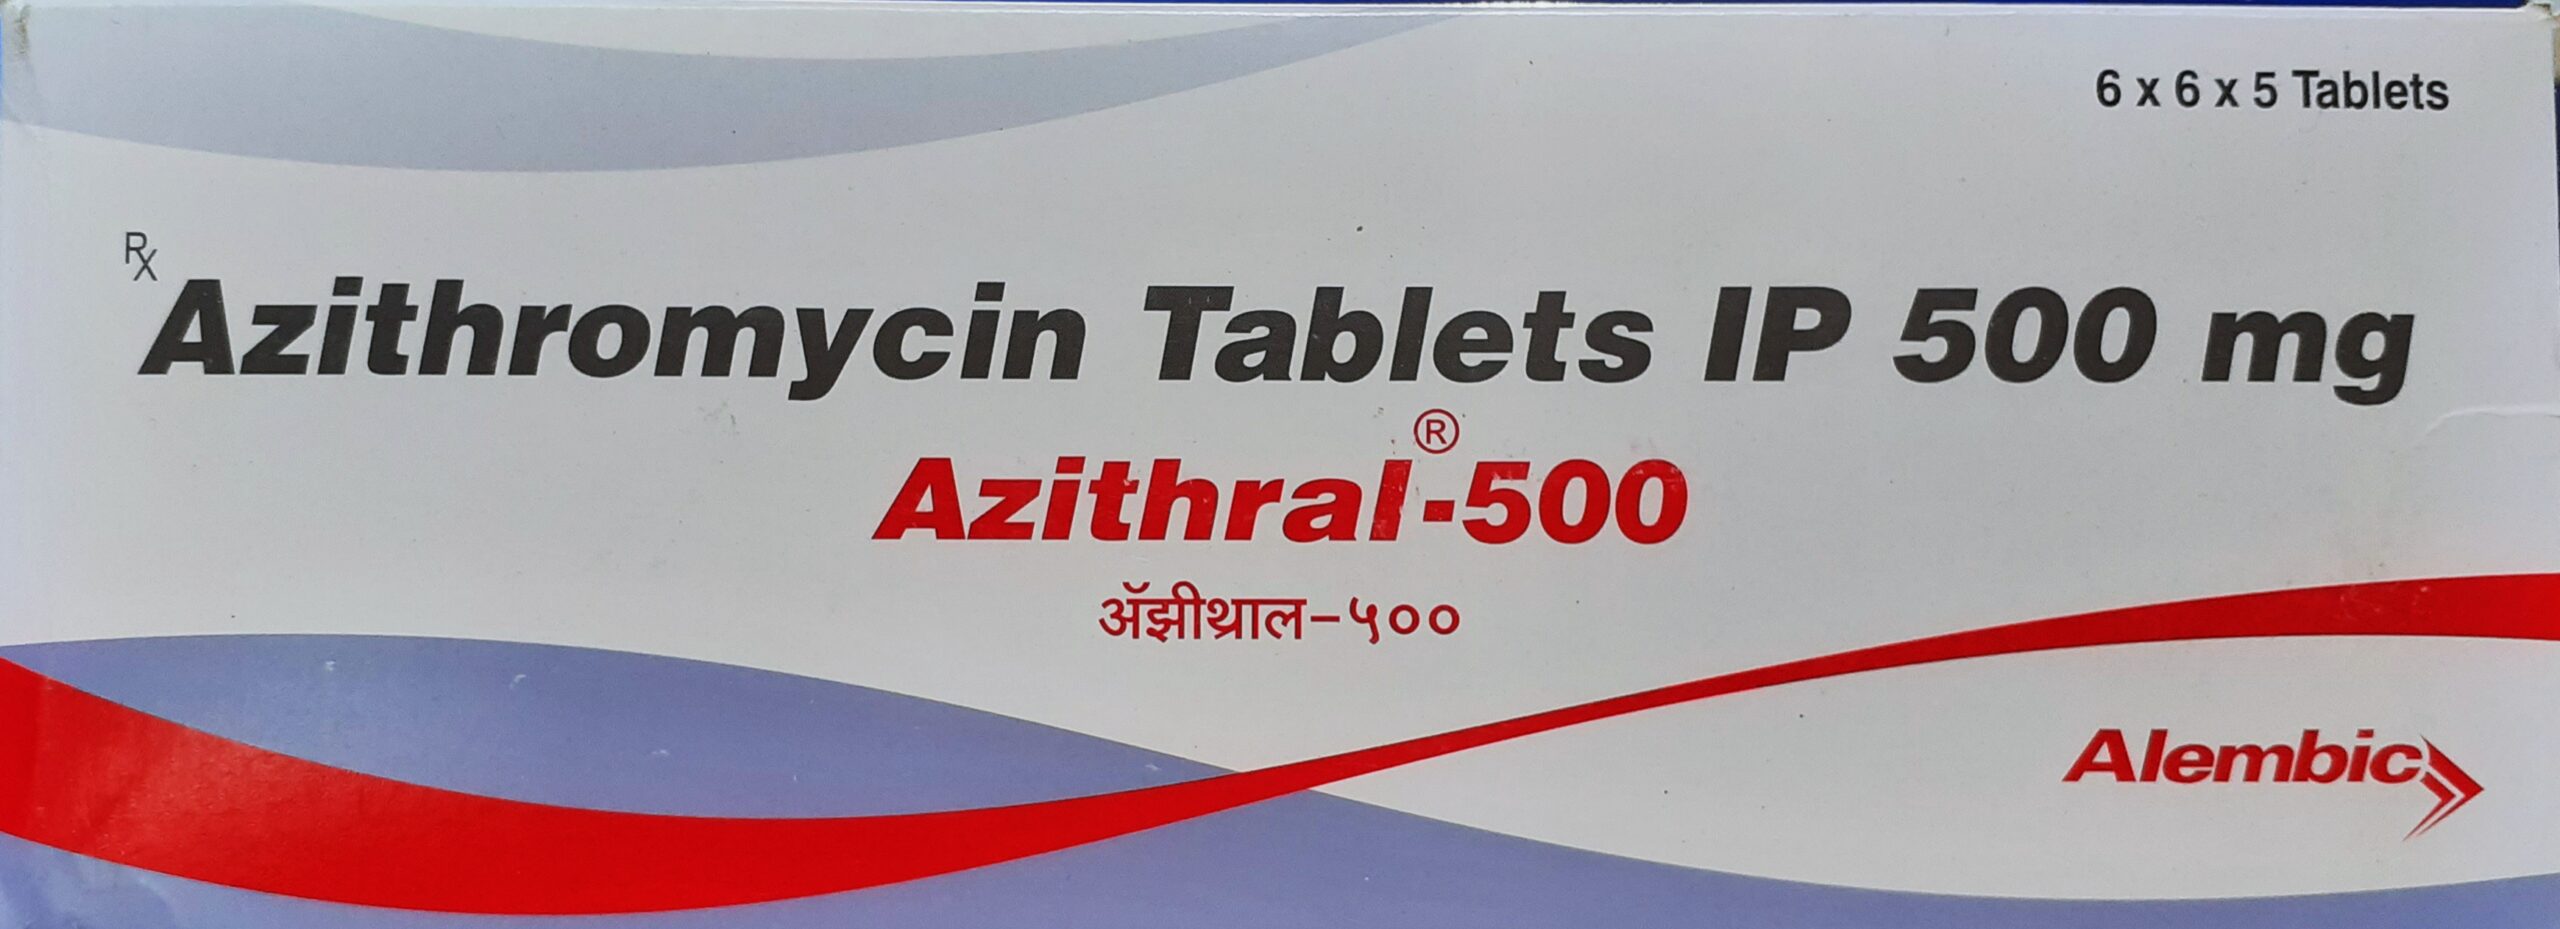 6 x 6 x 5 Tablets
Rx
Azithromycin Tablets IP 500 mg
Azithral®-500
ॲझीथ्राल-५००
Alembic